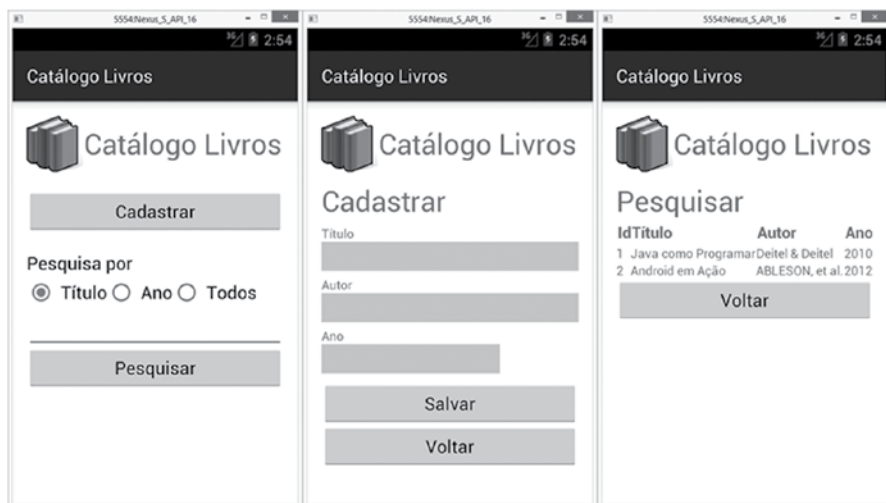 5554:Nexus_S_API_16
3G 2:54
Catálogo Livros
Catálogo Livros
Cadastrar
Pesquisa por
Título Ano Todos
Pesquisar
5554:Nexus_S_API_16
3G 2:54
Catálogo Livros
Catálogo Livros
Cadastrar
Título
Autor
Ano
Salvar
Voltar
5554:Nexus_S_API_16
3G 2:54
Catálogo Livros
Catálogo Livros
Pesquisar
IdTítulo Autor Ano
1 Java como Programar Deitel & Deitel 2010
2 Android em Ação ABLESON, et al. 2012
Voltar